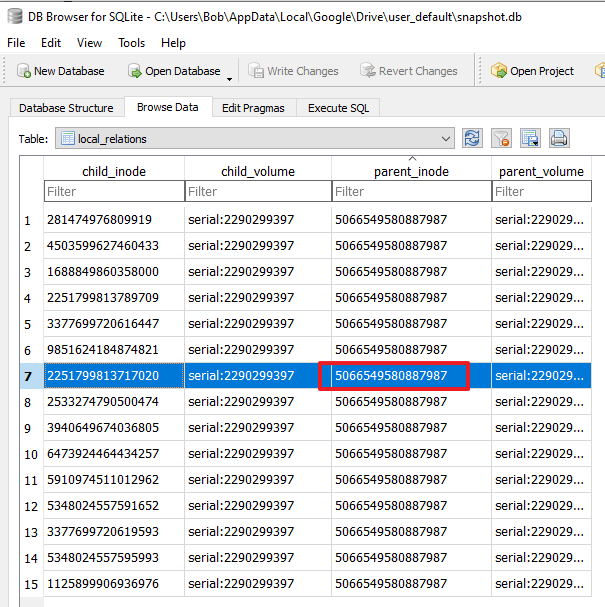 DB Browser for SQLite - C:\Users\Bob\AppData\Local\Google\Drive\user_default\snapshot.db
File Edit View Tools Help
New Database Open Database Write Changes Revert Changes Open Project
Database Structure Browse Data Edit Pragmas Execute SQL
Table: local_relations
child_inode child_volume parent_inode parent_volume
Filter Filter Filter Filter
1 281474976809919 serial:2290299397 5066549580887987 serial:229029...
2 4503599627460433 serial:2290299397 5066549580887987 serial:229029...
3 1688849860358000 serial:2290299397 5066549580887987 serial:229029...
4 2251799813789709 serial:2290299397 5066549580887987 serial:229029...
5 3377699720616447 serial:2290299397 5066549580887987 serial:229029...
6 9851624184874821 serial:2290299397 5066549580887987 serial:229029...
7 2251799813717020 serial:2290299397 5066549580887987 serial:229029...
8 2533274790500474 serial:2290299397 5066549580887987 serial:229029...
9 3940649674036805 serial:2290299397 5066549580887987 serial:229029...
10 6473924464434257 serial:2290299397 5066549580887987 serial:229029...
11 5910974511012962 serial:2290299397 5066549580887987 serial:229029...
12 5348024557591652 serial:2290299397 5066549580887987 serial:229029...
13 3377699720619593 serial:2290299397 5066549580887987 serial:229029...
14 5348024557595993 serial:2290299397 5066549580887987 serial:229029...
15 1125899906936976 serial:2290299397 5066549580887987 serial:229029...